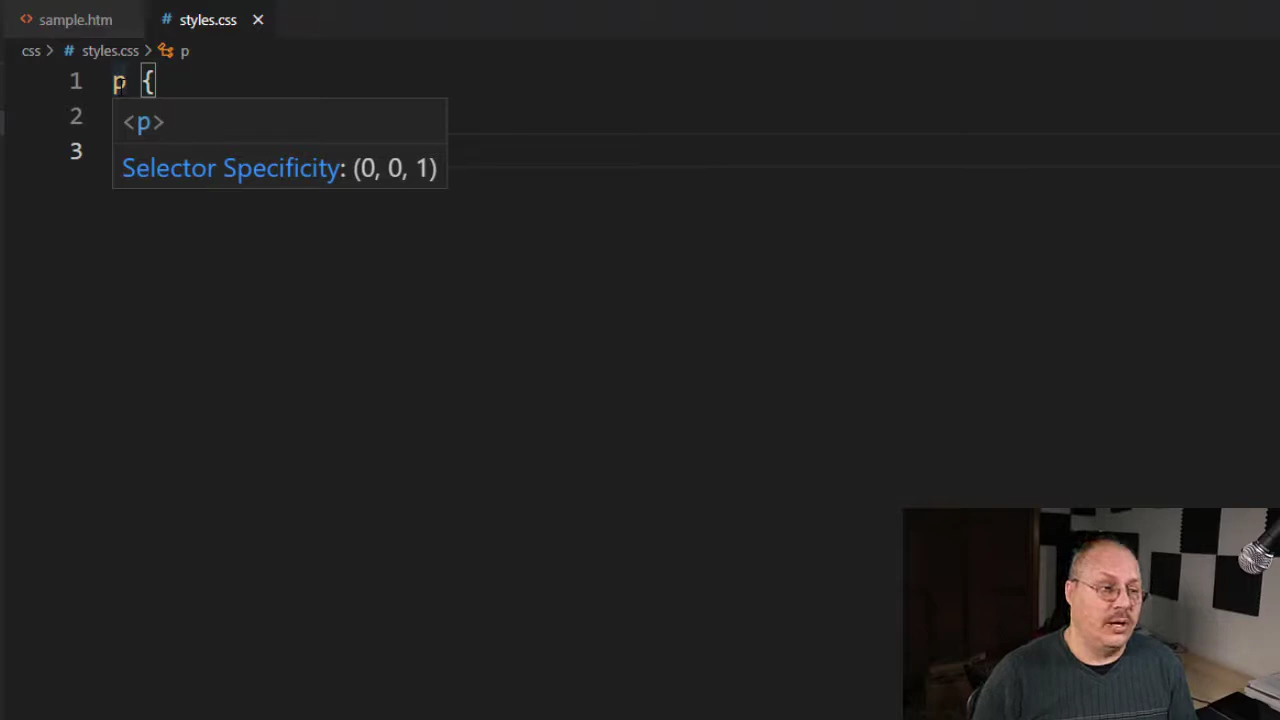 <> sample.htm # styles.css ×
css > # styles.css > p
1 p {
2
3
<p>
Selector Specificity: (0, 0, 1)